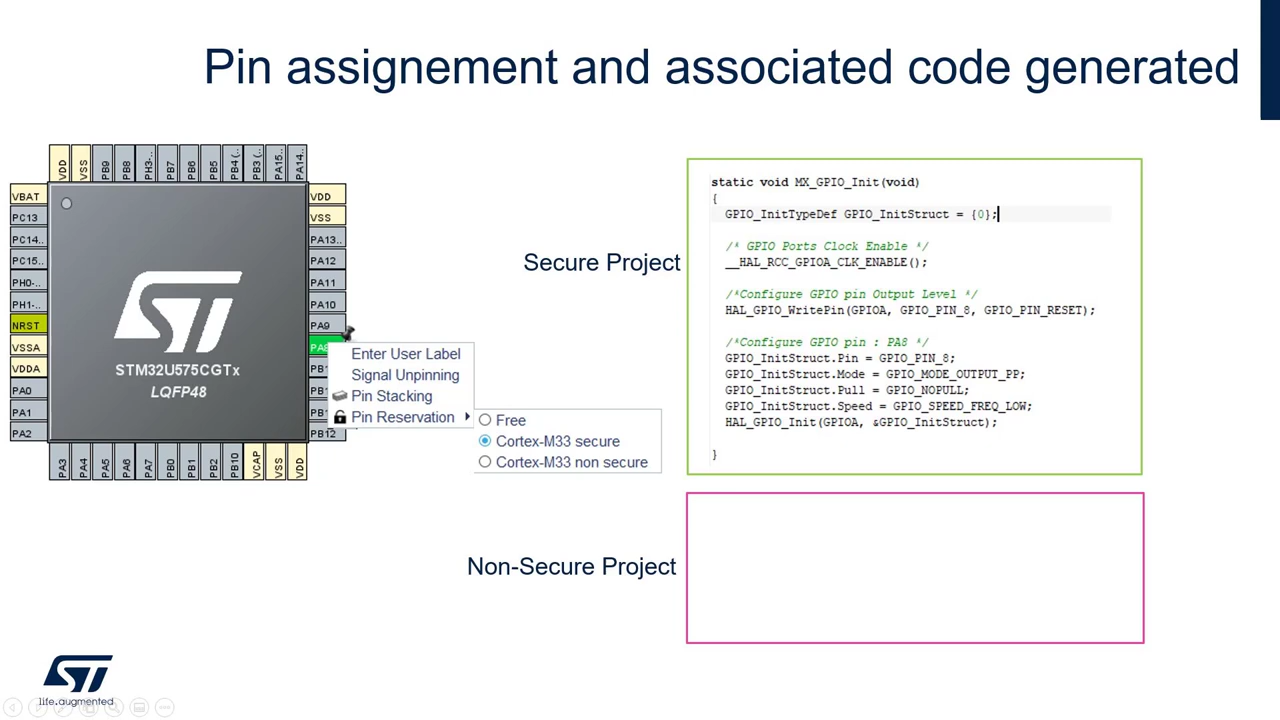 Pin assignement and associated code generated
VDD
VSS
PB9
PB8
PH3-..
PB7
PB6
PB5
PB4 (..
PB3 (..
PA15..
PA14..
VBAT
PC13
PC14..
PC15..
PH0-..
PH1-..
NRST
VSSA
VDDA
PA0
PA1
PA2
VDD
VSS
PA13..
PA12
PA11
PA10
PA9
PA8
PB1
PB1
PB1
PB12
STM32U575CGTx
LQFP48
PA3
PA4
PA5
PA6
PA7
PB0
PB1
PB2
PB10
VCAP
VSS
VDD
Enter User Label
Signal Unpinning
Pin Stacking
Pin Reservation
Free
Cortex-M33 secure
Cortex-M33 non secure
Secure Project
static void MX_GPIO_Init(void)
{
GPIO_InitTypeDef GPIO_InitStruct = {0};
/* GPIO Ports Clock Enable */
__HAL_RCC_GPIOA_CLK_ENABLE();
/*Configure GPIO pin Output Level */
HAL_GPIO_WritePin(GPIOA, GPIO_PIN_8, GPIO_PIN_RESET);
/*Configure GPIO pin : PA8 */
GPIO_InitStruct.Pin = GPIO_PIN_8;
GPIO_InitStruct.Mode = GPIO_MODE_OUTPUT_PP;
GPIO_InitStruct.Pull = GPIO_NOPULL;
GPIO_InitStruct.Speed = GPIO_SPEED_FREQ_LOW;
HAL_GPIO_Init(GPIOA, &GPIO_InitStruct);
}
Non-Secure Project
ST
life.augmented